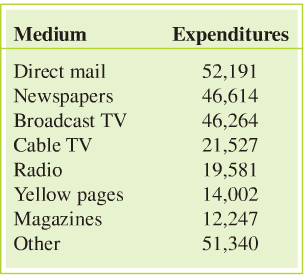 Medium Expenditures
Direct mail 52,191
Newspapers 46,614
Broadcast TV 46,264
Cable TV 21,527
Radio 19,581
Yellow pages 14,002
Magazines 12,247
Other 51,340